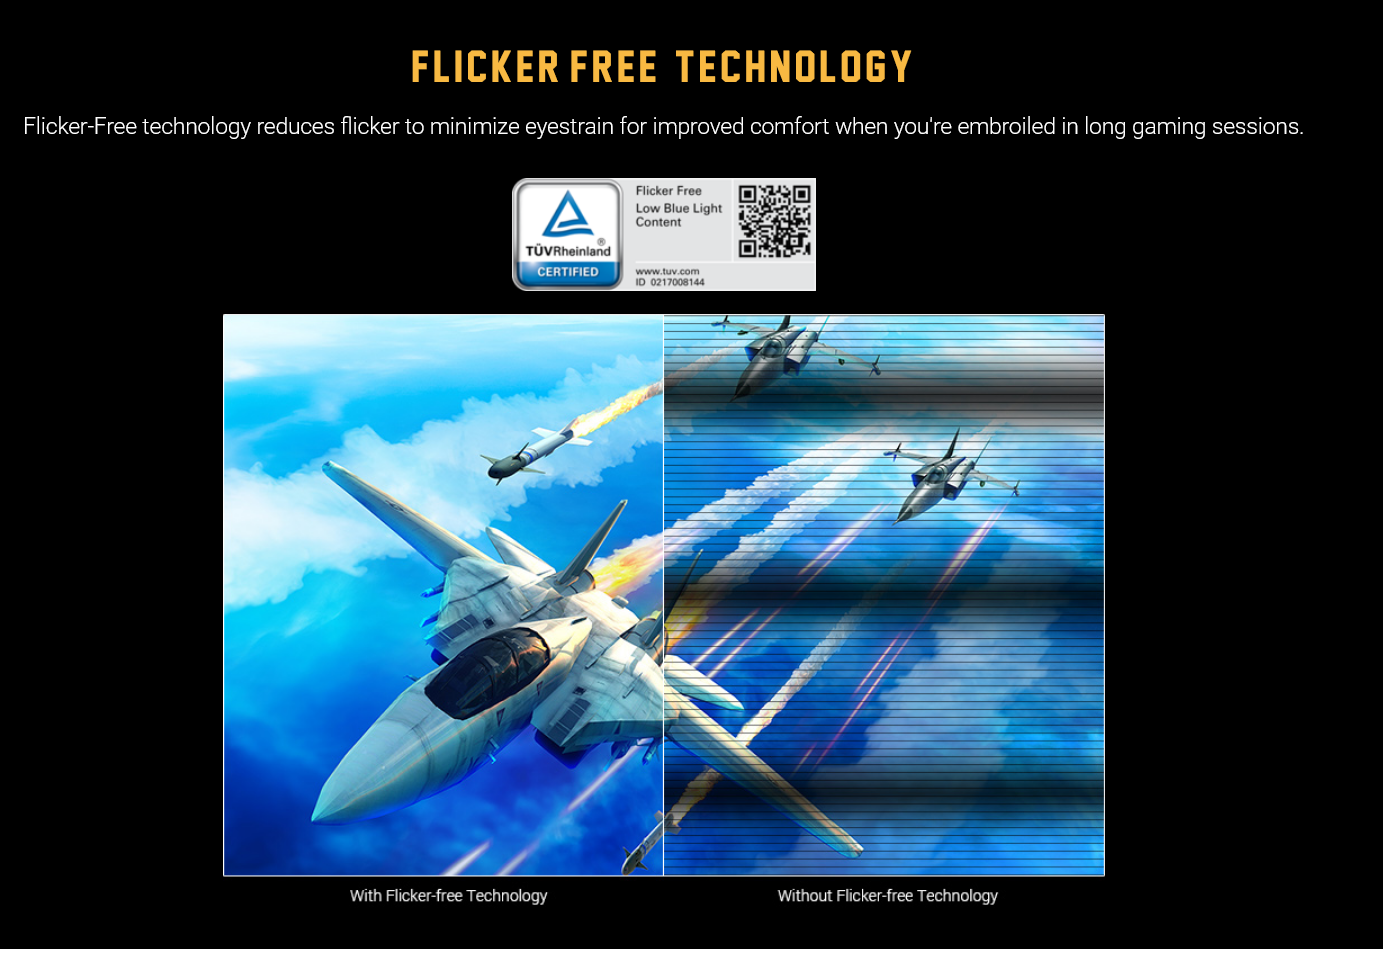 FLICKER FREE TECHNOLOGY
Flicker-Free technology reduces flicker to minimize eyestrain for improved comfort when you're embroiled in long gaming sessions.
Flicker Free
Low Blue Light
Content
TÜVRheinland®
CERTIFIED
www.tuv.com
ID 0217008144
With Flicker-free Technology
Without Flicker-free Technology